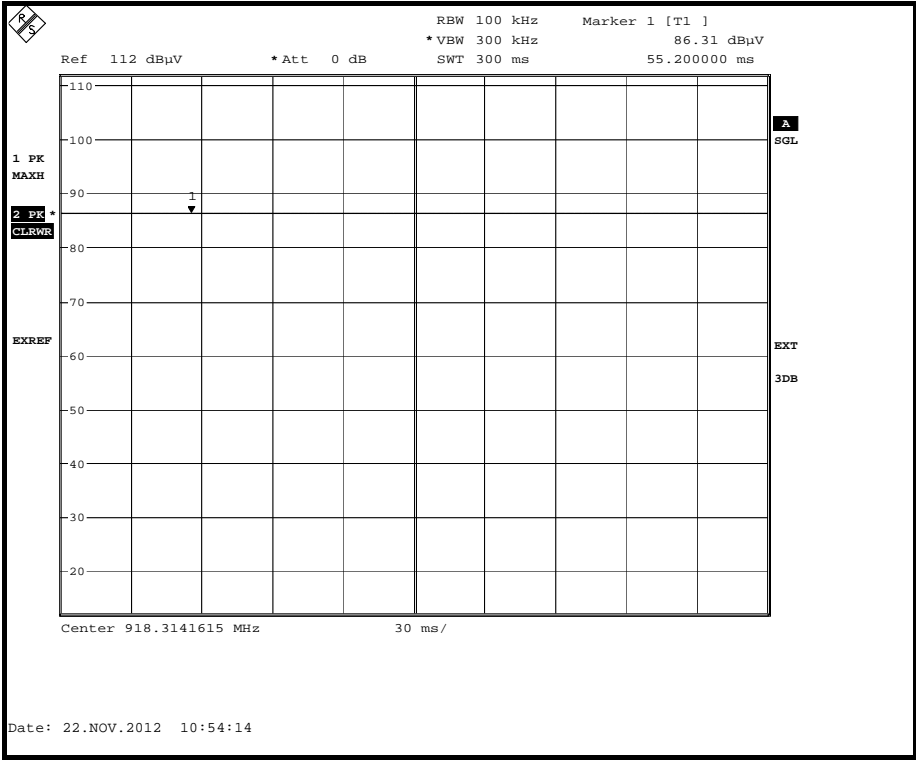 R S
RBW 100 kHz Marker 1 [T1 ]
*VBW 300 kHz 86.31 dBµV
Ref 112 dBµV *Att 0 dB SWT 300 ms 55.200000 ms
110
A
100
SGL
1 PK
MAXH
90
1
2 PK *
CLRWR
80
70
EXREF
EXT
60
3DB
50
40
30
20
Center 918.3141615 MHz 30 ms/
Date: 22.NOV.2012 10:54:14